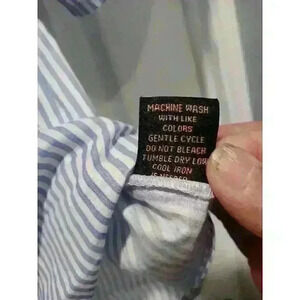 MACHINE WASH
WITH LIKE
COLORS
GENTLE CYCLE
DO NOT BLEACH
TUMBLE DRY LOW
COOL IRON